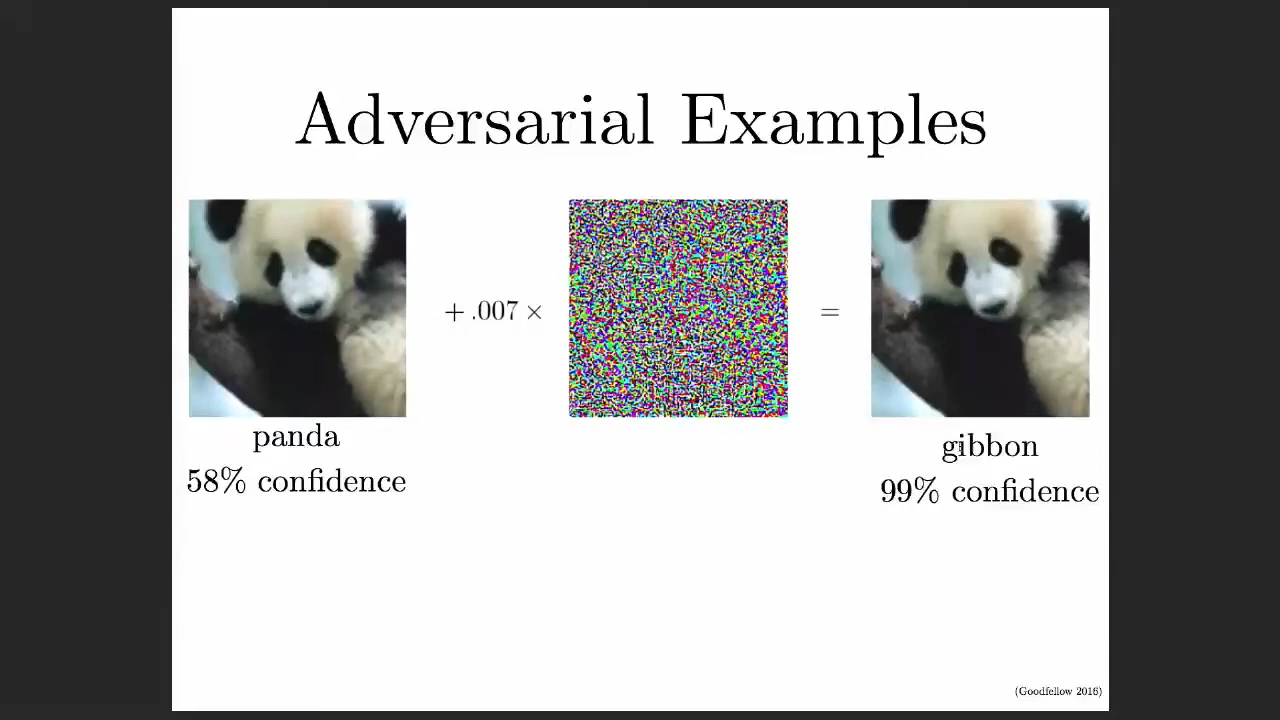 Adversarial Examples
+ .007 ×
=
panda
58% confidence
gibbon
99% confidence
(Goodfellow 2016)